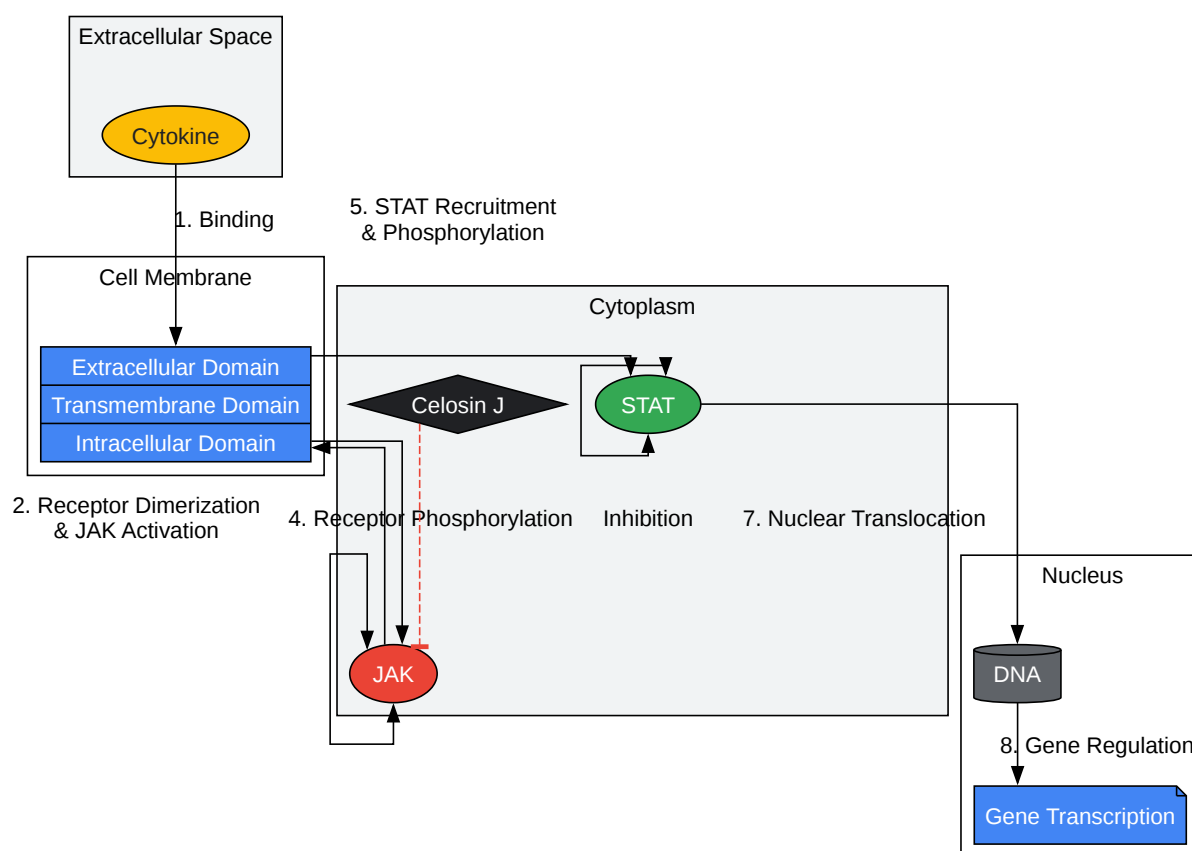 Extracellular Space
Cytokine
1. Binding
5. STAT Recruitment
& Phosphorylation
Cell Membrane
Cytoplasm
Extracellular Domain
Transmembrane Domain
Intracellular Domain
Celosin J
STAT
2. Receptor Dimerization
& JAK Activation
4. Receptor Phosphorylation
Inhibition
7. Nuclear Translocation
Nucleus
JAK
DNA
8. Gene Regulation
Gene Transcription